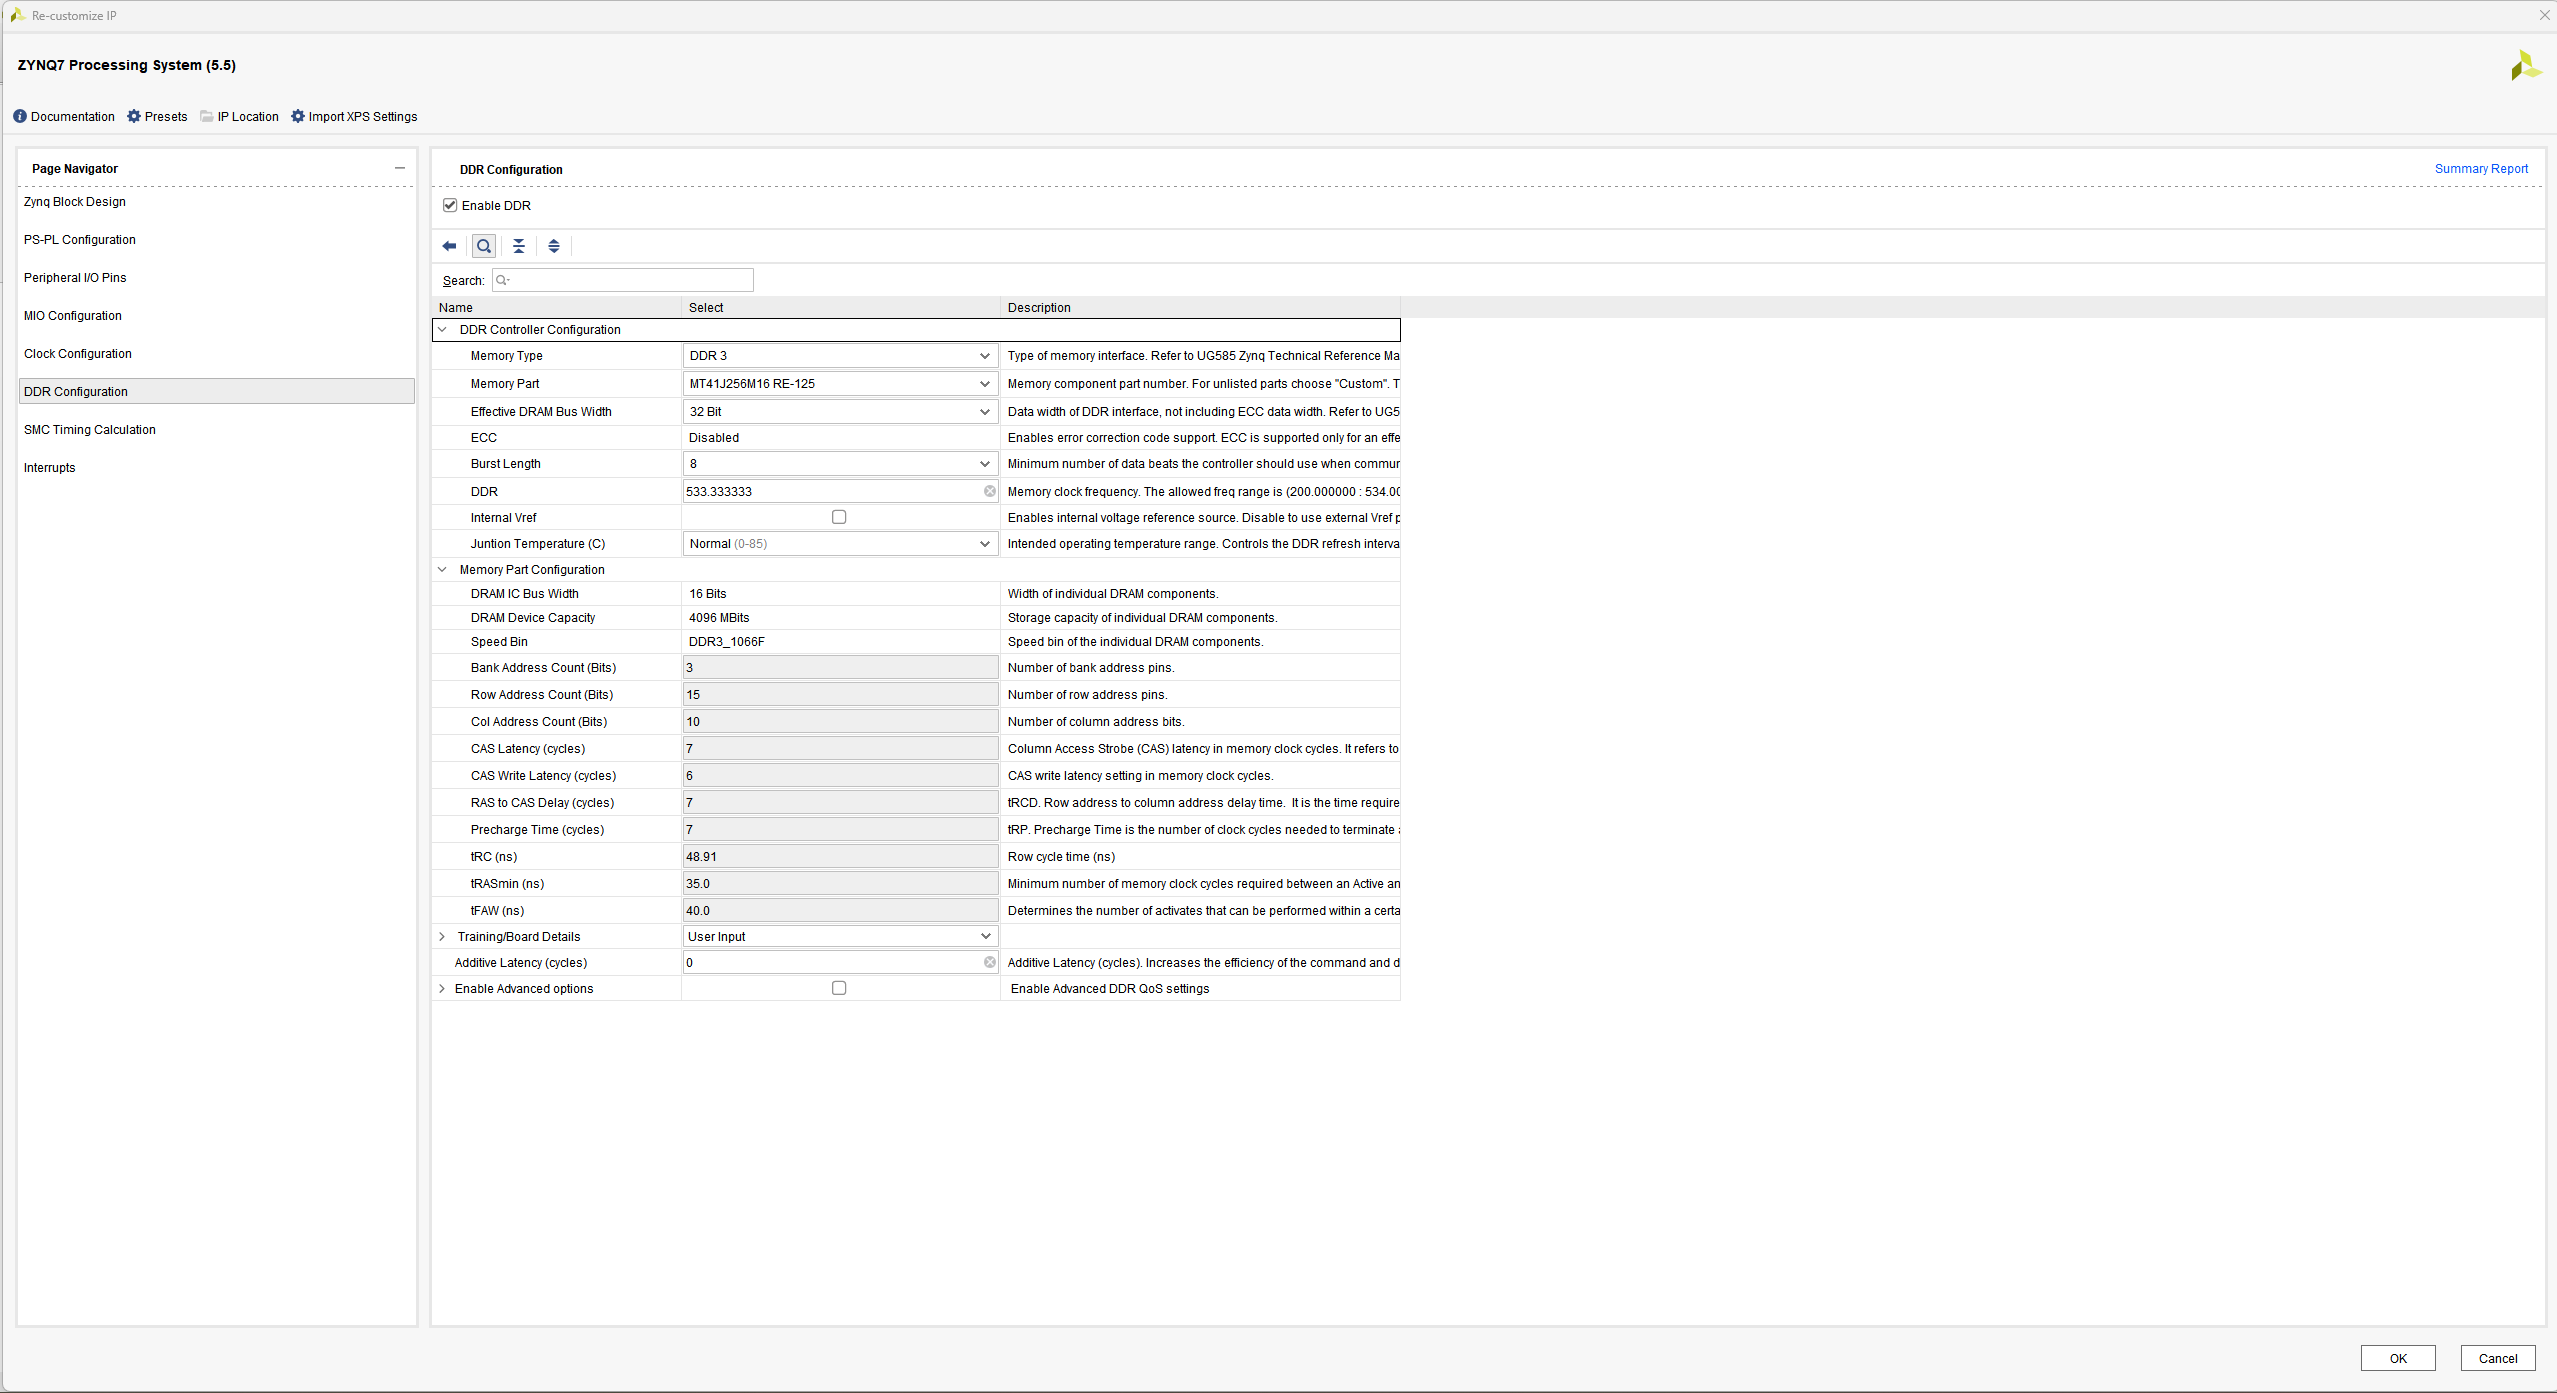 Re-customize IP
ZYNQ7 Processing System (5.5)
Documentation Presets IP Location Import XPS Settings
Page Navigator
Zynq Block Design
PS-PL Configuration
Peripheral I/O Pins
MIO Configuration
Clock Configuration
DDR Configuration
SMC Timing Calculation
Interrupts
DDR Configuration Summary Report
Enable DDR
Search:
Name Select Description
DDR Controller Configuration
Memory Type DDR 3 Type of memory interface. Refer to UG585 Zynq Technical Reference Ma
Memory Part MT41J256M16 RE-125 Memory component part number. For unlisted parts choose "Custom". T
Effective DRAM Bus Width 32 Bit Data width of DDR interface, not including ECC data width. Refer to UG5
ECC Disabled Enables error correction code support. ECC is supported only for an effe
Burst Length 8 Minimum number of data beats the controller should use when commur
DDR 533.333333 Memory clock frequency. The allowed freq range is (200.000000 : 534.00
Internal Vref Enables internal voltage reference source. Disable to use external Vref p
Juntion Temperature (C) Normal (0-85) Intended operating temperature range. Controls the DDR refresh interva
Memory Part Configuration
DRAM IC Bus Width 16 Bits Width of individual DRAM components.
DRAM Device Capacity 4096 MBits Storage capacity of individual DRAM components.
Speed Bin DDR3_1066F Speed bin of the individual DRAM components.
Bank Address Count (Bits) 3 Number of bank address pins.
Row Address Count (Bits) 15 Number of row address pins.
Col Address Count (Bits) 10 Number of column address bits.
CAS Latency (cycles) 7 Column Access Strobe (CAS) latency in memory clock cycles. It refers to
CAS Write Latency (cycles) 6 CAS write latency setting in memory clock cycles.
RAS to CAS Delay (cycles) 7 tRCD. Row address to column address delay time. It is the time require
Precharge Time (cycles) 7 tRP. Precharge Time is the number of clock cycles needed to terminate
tRC (ns) 48.91 Row cycle time (ns)
tRASmin (ns) 35.0 Minimum number of memory clock cycles required between an Active an
tFAW (ns) 40.0 Determines the number of activates that can be performed within a certa
Training/Board Details User Input
Additive Latency (cycles) 0 Additive Latency (cycles). Increases the efficiency of the command and d
Enable Advanced options Enable Advanced DDR QoS settings
OK Cancel